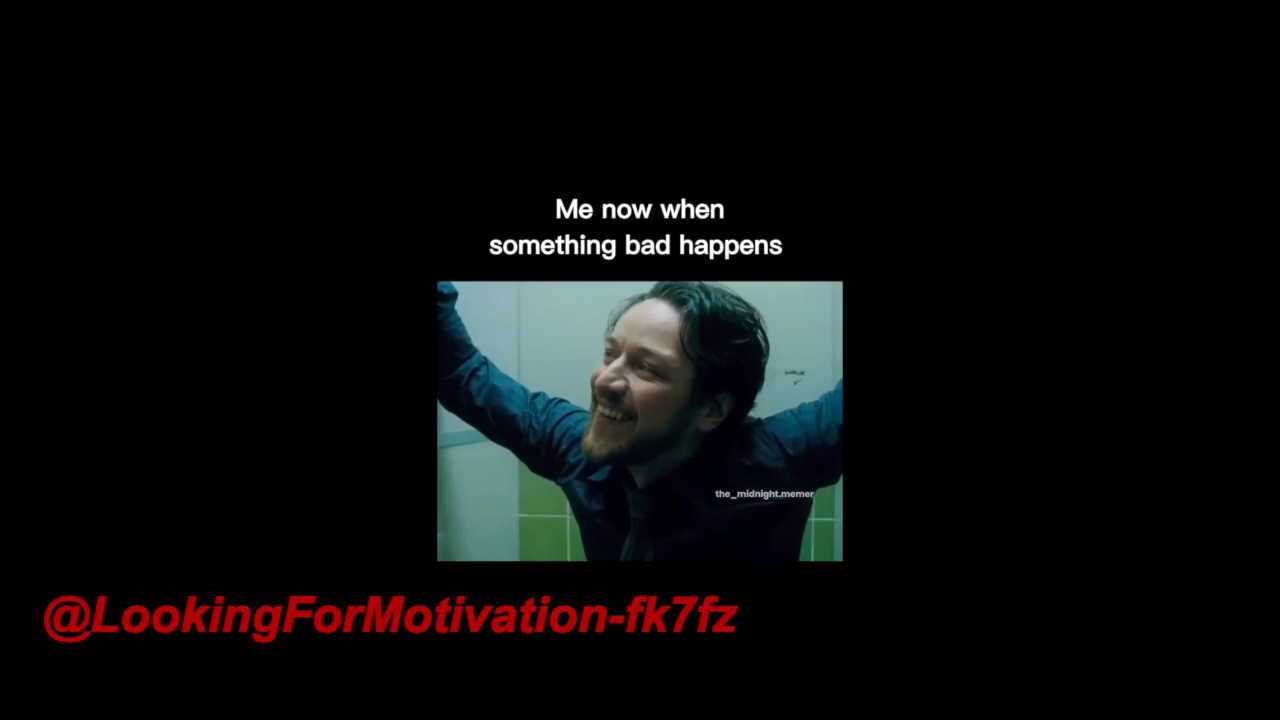 Me now when
something bad happens
the_midnight.memer
@LookingForMotivation-fk7fz